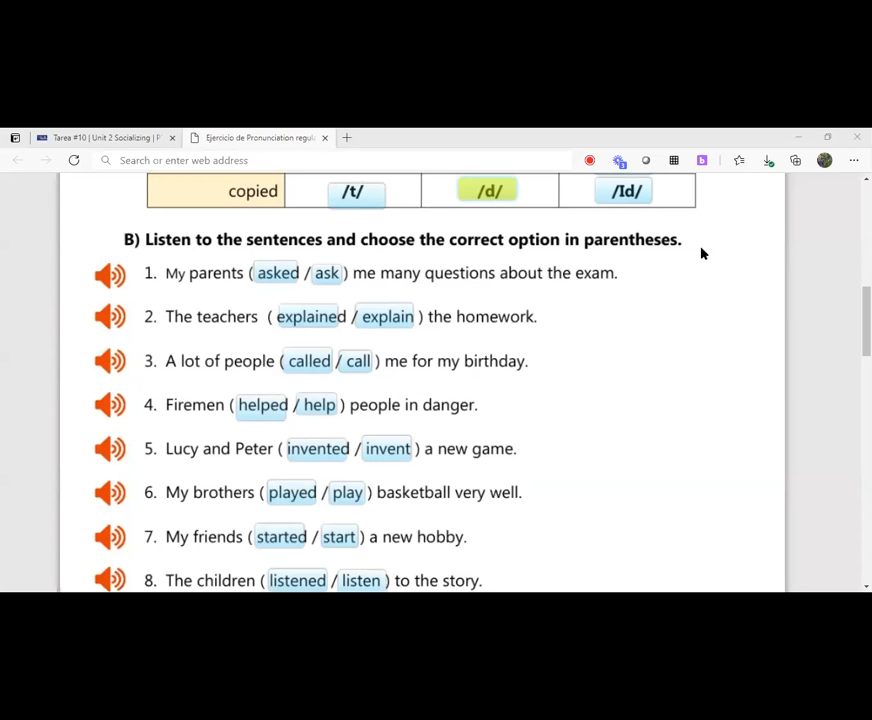 Tarea #10 | Unit 2 Socializing | P
Ejercicio de Pronunciation regula
Search or enter web address
copied /t/ /d/ /Id/
B) Listen to the sentences and choose the correct option in parentheses.
1. My parents ( asked / ask ) me many questions about the exam.
2. The teachers ( explained / explain ) the homework.
3. A lot of people ( called / call ) me for my birthday.
4. Firemen ( helped / help ) people in danger.
5. Lucy and Peter ( invented / invent ) a new game.
6. My brothers ( played / play ) basketball very well.
7. My friends ( started / start ) a new hobby.
8. The children ( listened / listen ) to the story.